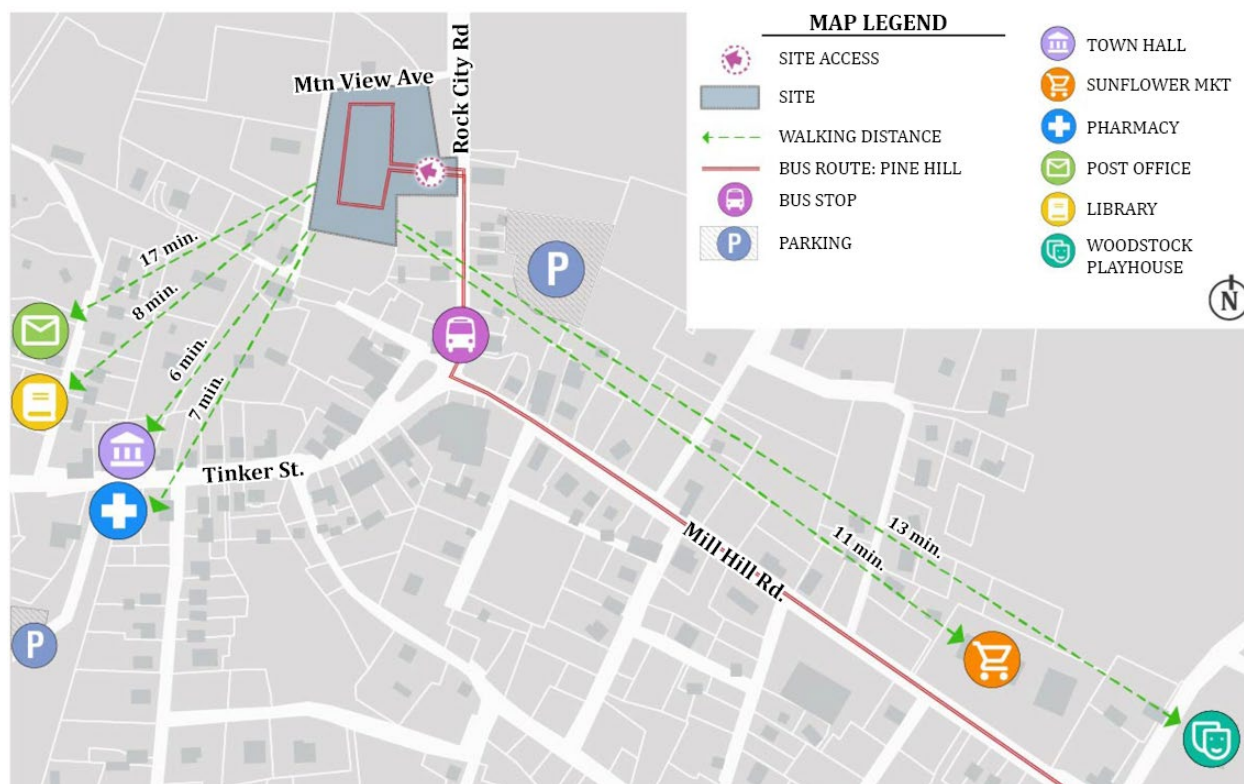 MAP LEGEND
SITE ACCESS
SITE
WALKING DISTANCE
BUS ROUTE: PINE HILL
BUS STOP
P
PARKING
TOWN HALL
SUNFLOWER MKT
PHARMACY
POST OFFICE
LIBRARY
WOODSTOCK
PLAYHOUSE
N
Rock City Rd
Mtn View Ave
17 min.
8 min.
6 min.
7 min.
P
Tinker St.
Mill Hill Rd.
13 min.
11 min.
P